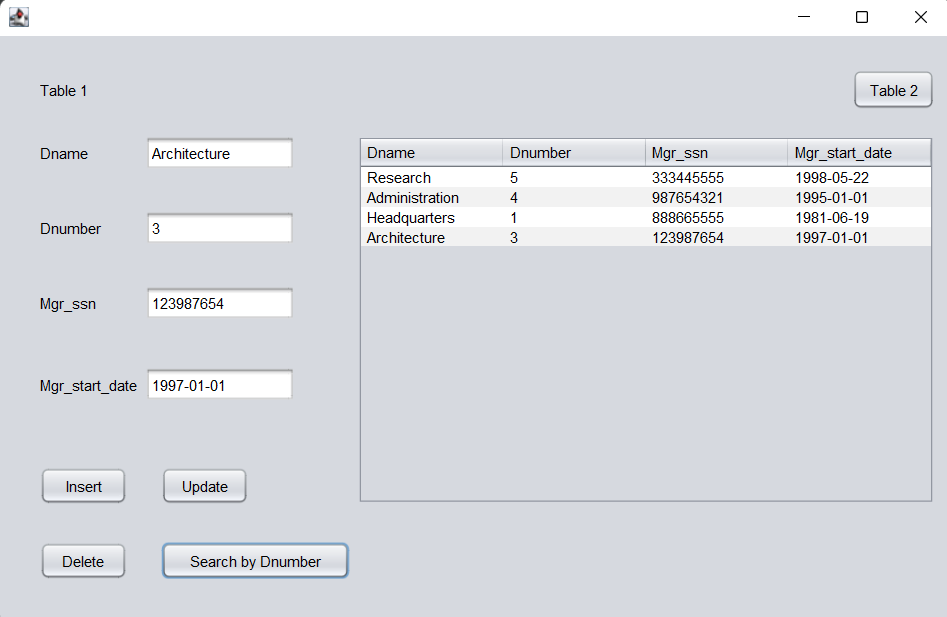 Table 1
Table 2
Dname Architecture
Dnumber 3
Mgr_ssn 123987654
Mgr_start_date 1997-01-01
Insert Update
Delete Search by Dnumber
Dname Dnumber Mgr_ssn Mgr_start_date
Research 5 333445555 1998-05-22
Administration 4 987654321 1995-01-01
Headquarters 1 888665555 1981-06-19
Architecture 3 123987654 1997-01-01